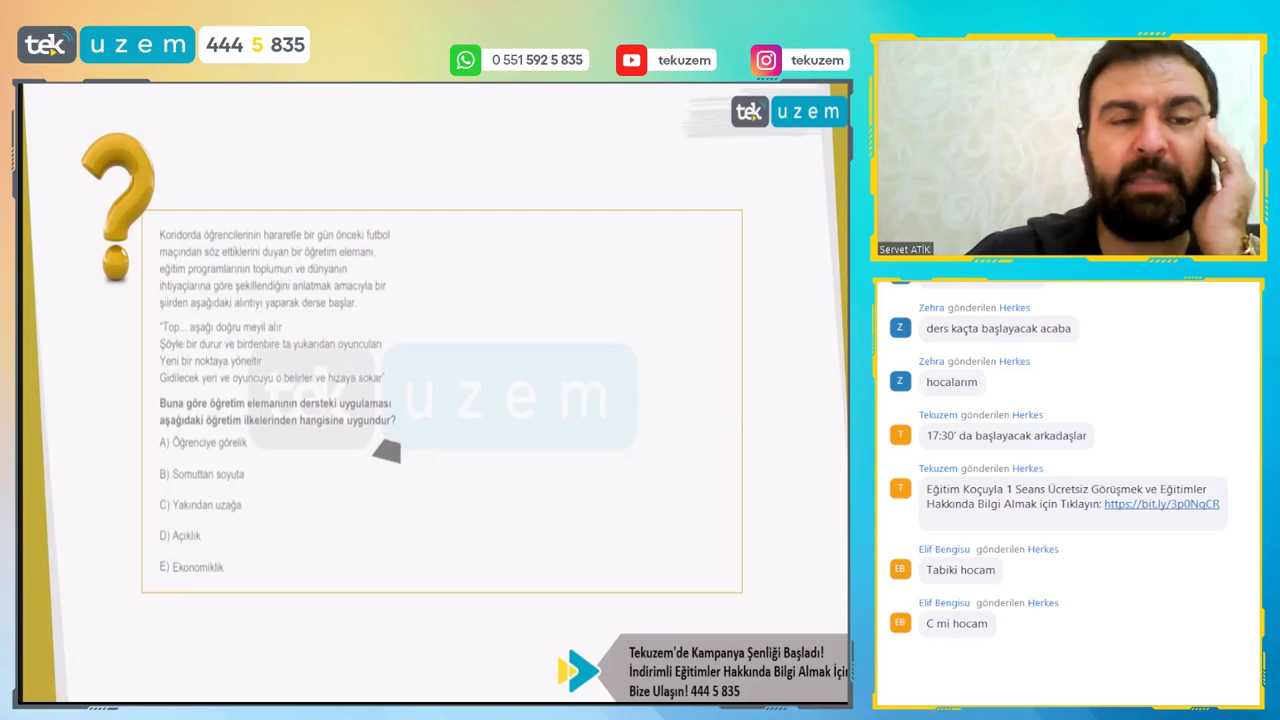 tek uzem 444 5 835
0 551 592 5 835
tekuzem
tekuzem
tek uzem
Koridorda öğrencilerinin hararetle bir gün önceki futbol
maçından söz ettiklerini duyan bir öğretim elemanı,
eğitim programlarının toplumun ve dünyanın
ihtiyaçlarına göre şekillendiğini anlatmak amacıyla bir
şiirden aşağıdaki alıntıyı yaparak derse başlar.
“Top... aşağı doğru meyil alır
Şöyle bir durur ve birdenbire ta yukarıdan oyuncuları
Yeni bir noktaya yöneltir
Gidilecek yeri ve oyuncuyu o belirler ve hizaya sokar”
Buna göre öğretim elemanının dersteki uygulaması
aşağıdaki öğretim ilkelerinden hangisine uygundur?
A) Öğrenciye görelik
B) Somuttan soyuta
C) Yakından uzağa
D) Açıklık
E) Ekonomiklik
uzem
Tekuzem'de Kampanya Şenliği Başladı!
İndirimli Eğitimler Hakkında Bilgi Almak İçin
Bize Ulaşın! 444 5 835
Servet ATİK
Zehra gönderilen Herkes
Z ders kaçta başlayacak acaba
Zehra gönderilen Herkes
Z hocalarım
Tekuzem gönderilen Herkes
T 17:30' da başlayacak arkadaşlar
Tekuzem gönderilen Herkes
T Eğitim Koçuyla 1 Seans Ücretsiz Görüşmek ve Eğitimler
Hakkında Bilgi Almak için Tıklayın: https://bit.ly/3p0NqCR
Elif Bengisu gönderilen Herkes
EB Tabiki hocam
Elif Bengisu gönderilen Herkes
EB C mi hocam